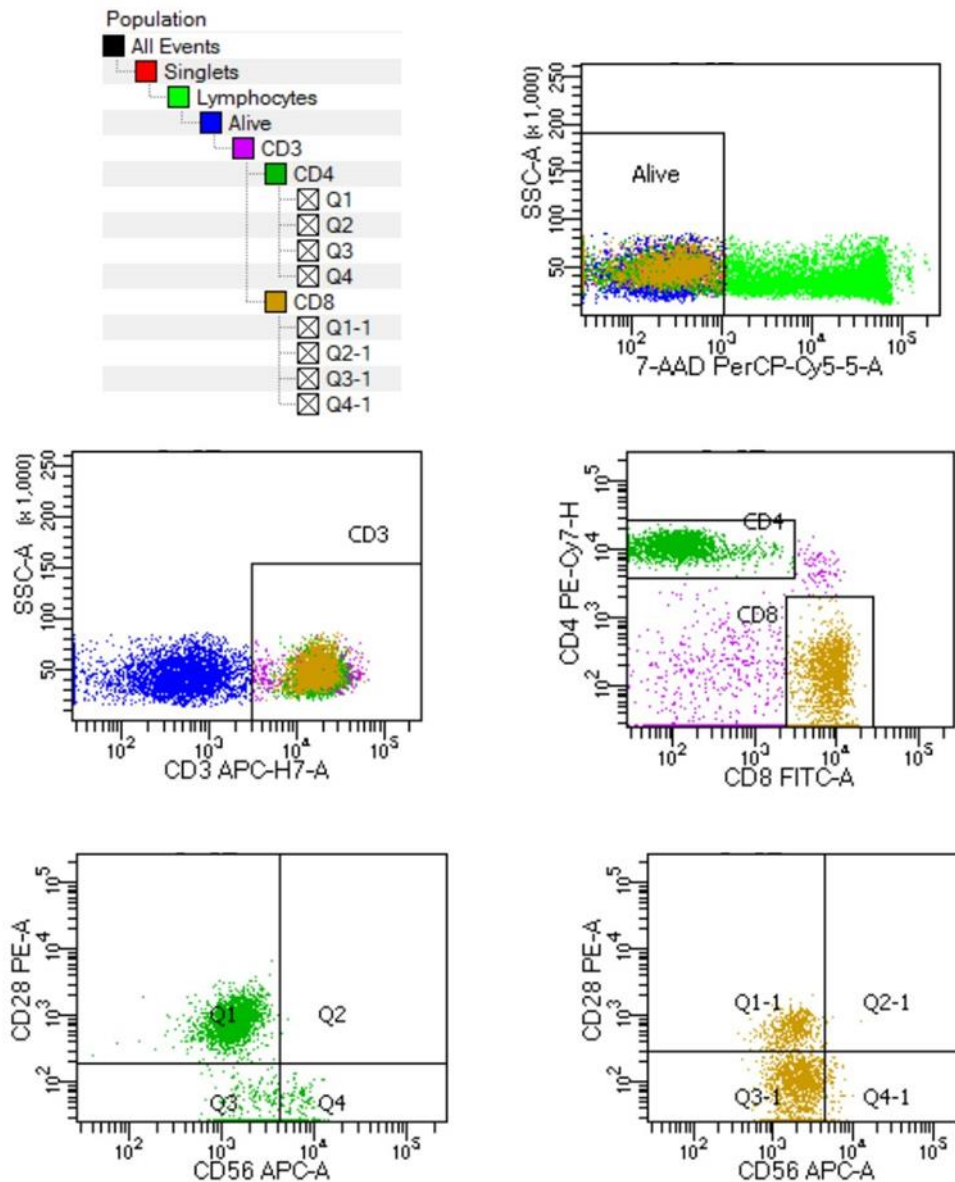 Population
All Events
Singlets
Lymphocytes
Alive
CD3
CD4
Q1
Q2
Q3
Q4
CD8
Q1-1
Q2-1
Q3-1
Q4-1
SSC-A (x 1,000)
250
200
150
100
50
Alive
10² 10³ 10⁴ 10⁵
7-AAD PerCP-Cy5-5-A
SSC-A (x 1,000)
250
200
150
100
50
CD3
10² 10³ 10⁴ 10⁵
CD3 APC-H7-A
CD4 PE-Cy7-H
10⁵
10⁴
10³
10²
CD4
CD8
10² 10³ 10⁴ 10⁵
CD8 FITC-A
CD28 PE-A
10⁵
10⁴
10³
10²
Q1 Q2
Q3 Q4
10² 10³ 10⁴ 10⁵
CD56 APC-A
CD28 PE-A
10⁵
10⁴
10³
10²
Q1-1 Q2-1
Q3-1 Q4-1
10² 10³ 10⁴ 10⁵
CD56 APC-A